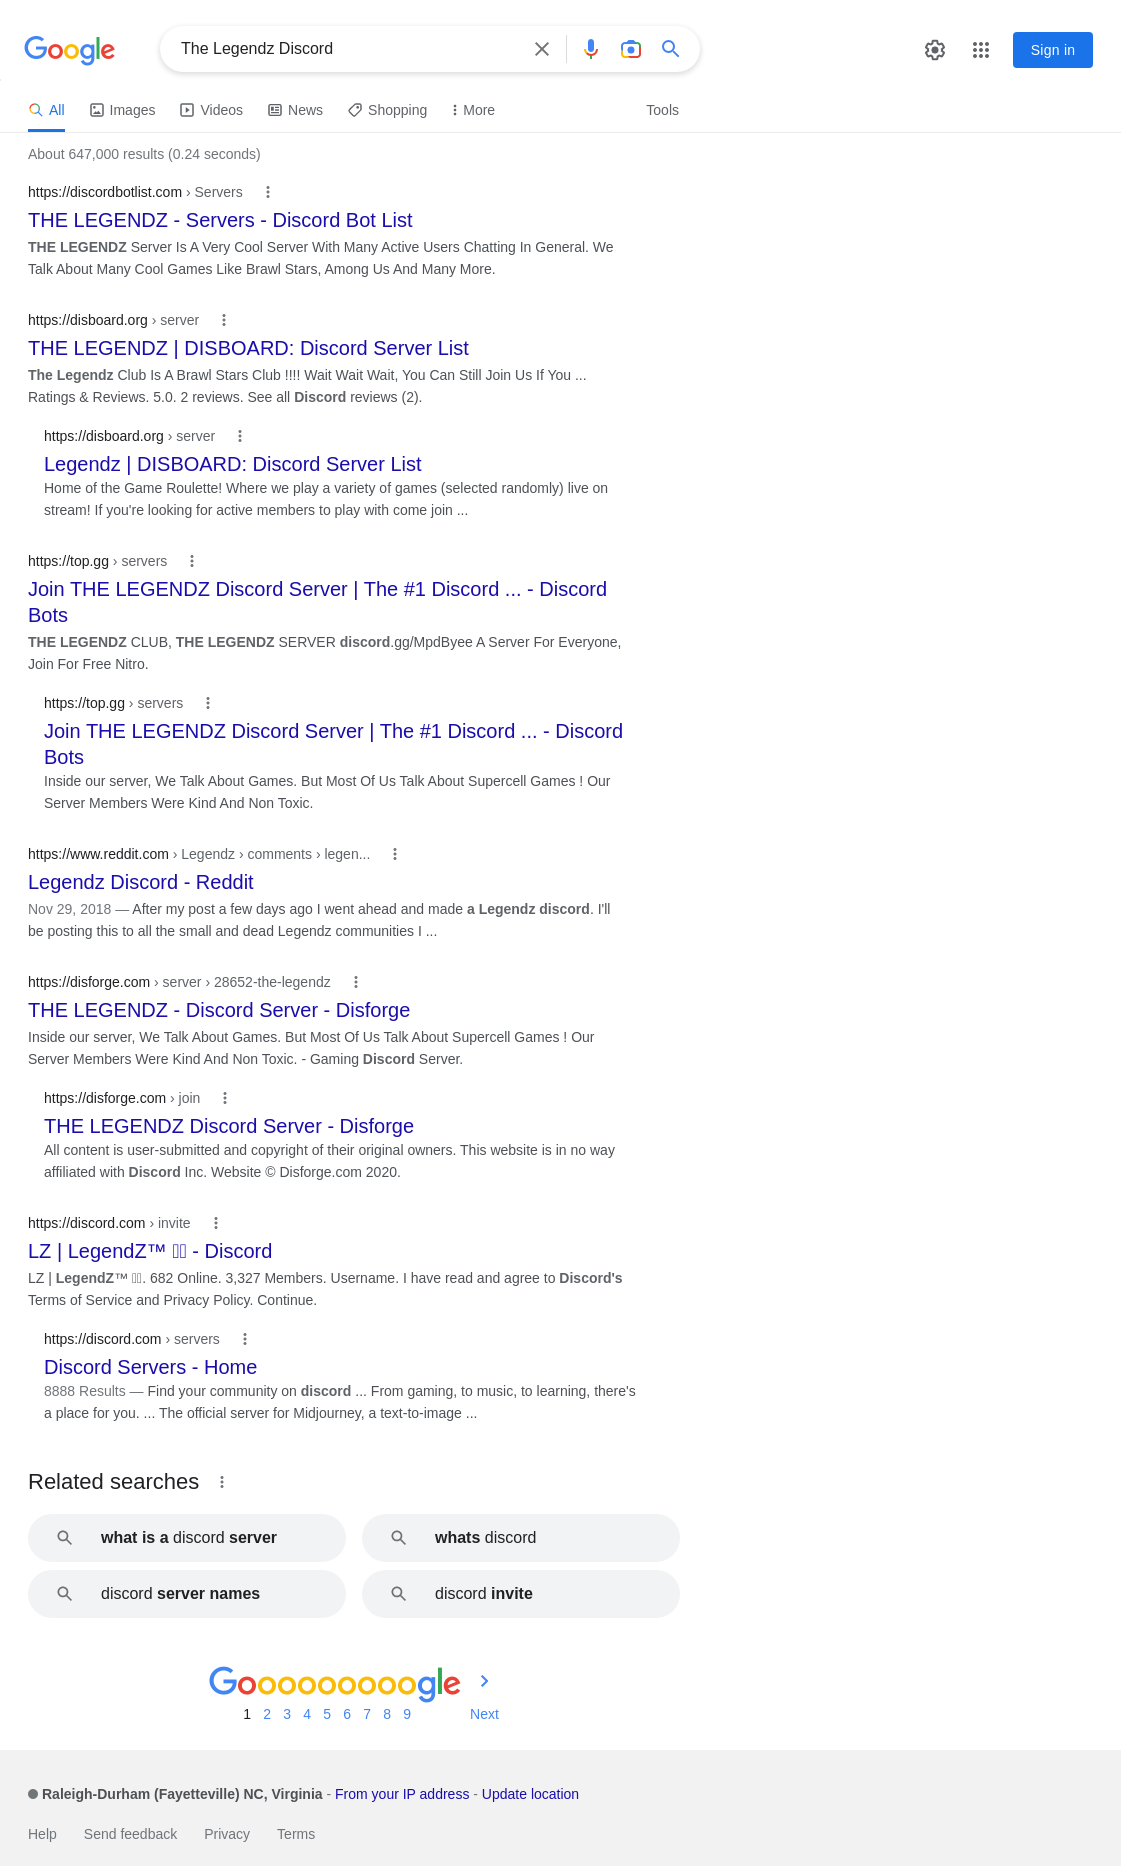 Google
The Legendz Discord
Sign in
All Images Videos News Shopping More Tools
About 647,000 results (0.24 seconds)
https://discordbotlist.com › Servers
THE LEGENDZ - Servers - Discord Bot List
THE LEGENDZ Server Is A Very Cool Server With Many Active Users Chatting In General. We
Talk About Many Cool Games Like Brawl Stars, Among Us And Many More.
https://disboard.org › server
THE LEGENDZ | DISBOARD: Discord Server List
The Legendz Club Is A Brawl Stars Club !!!! Wait Wait Wait, You Can Still Join Us If You ...
Ratings & Reviews. 5.0. 2 reviews. See all Discord reviews (2).
https://disboard.org › server
Legendz | DISBOARD: Discord Server List
Home of the Game Roulette! Where we play a variety of games (selected randomly) live on
stream! If you're looking for active members to play with come join ...
https://top.gg › servers
Join THE LEGENDZ Discord Server | The #1 Discord ... - Discord
Bots
THE LEGENDZ CLUB, THE LEGENDZ SERVER discord.gg/MpdByee A Server For Everyone,
Join For Free Nitro.
https://top.gg › servers
Join THE LEGENDZ Discord Server | The #1 Discord ... - Discord
Bots
Inside our server, We Talk About Games. But Most Of Us Talk About Supercell Games ! Our
Server Members Were Kind And Non Toxic.
https://www.reddit.com › Legendz › comments › legen...
Legendz Discord - Reddit
Nov 29, 2018 — After my post a few days ago I went ahead and made a Legendz discord. I'll
be posting this to all the small and dead Legendz communities I ...
https://disforge.com › server › 28652-the-legendz
THE LEGENDZ - Discord Server - Disforge
Inside our server, We Talk About Games. But Most Of Us Talk About Supercell Games ! Our
Server Members Were Kind And Non Toxic. - Gaming Discord Server.
https://disforge.com › join
THE LEGENDZ Discord Server - Disforge
All content is user-submitted and copyright of their original owners. This website is in no way
affiliated with Discord Inc. Website © Disforge.com 2020.
https://discord.com › invite
LZ | LegendZ™ - Discord
LZ | LegendZ™. 682 Online. 3,327 Members. Username. I have read and agree to Discord's
Terms of Service and Privacy Policy. Continue.
https://discord.com › servers
Discord Servers - Home
8888 Results — Find your community on discord ... From gaming, to music, to learning, there's
a place for you. ... The official server for Midjourney, a text-to-image ...
Related searches
what is a discord server
whats discord
discord server names
discord invite
Goooooooooogle
1 2 3 4 5 6 7 8 9 Next
Raleigh-Durham (Fayetteville) NC, Virginia - From your IP address - Update location
Help Send feedback Privacy Terms